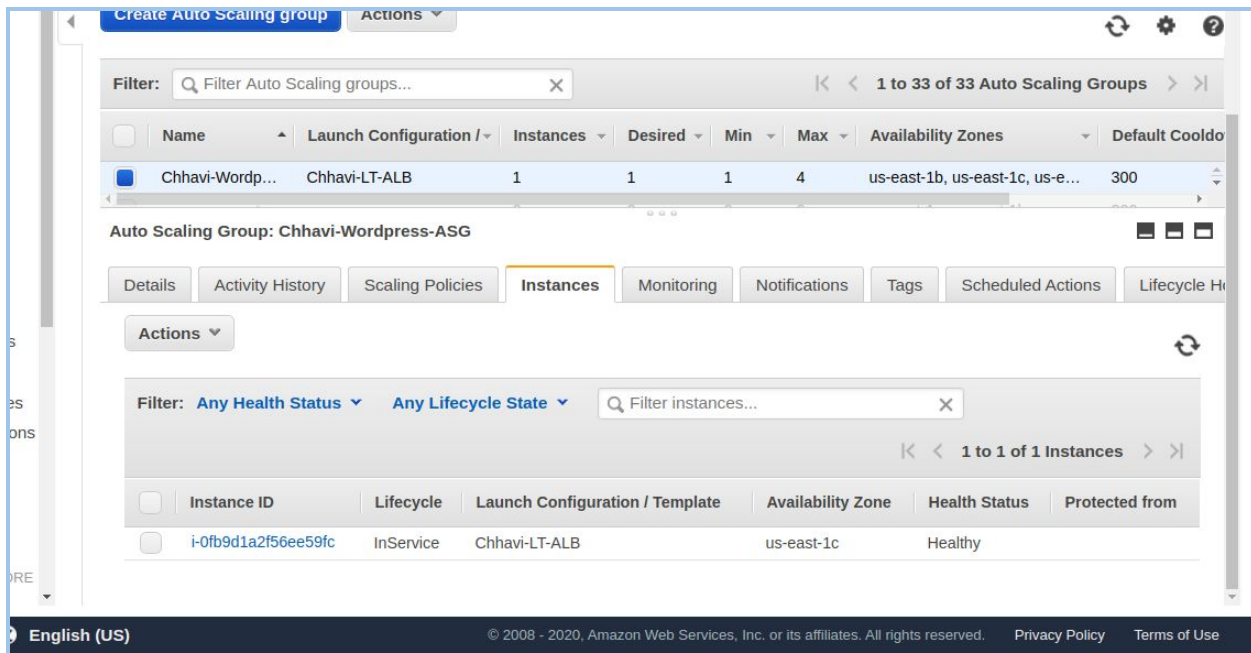 Create Auto Scaling group Actions
Filter: Filter Auto Scaling groups... 1 to 33 of 33 Auto Scaling Groups
Name Launch Configuration / Instances Desired Min Max Availability Zones Default Cooldo
Chhavi-Wordp... Chhavi-LT-ALB 1 1 1 4 us-east-1b, us-east-1c, us-e... 300
Auto Scaling Group: Chhavi-Wordpress-ASG
Details Activity History Scaling Policies Instances Monitoring Notifications Tags Scheduled Actions Lifecycle Ho
Actions
s
Filter: Any Health Status Any Lifecycle State Filter instances...
es
ons
1 to 1 of 1 Instances
Instance ID Lifecycle Launch Configuration / Template Availability Zone Health Status Protected from
i-0fb9d1a2f56ee59fc InService Chhavi-LT-ALB us-east-1c Healthy
ORE
English (US) © 2008 - 2020, Amazon Web Services, Inc. or its affiliates. All rights reserved. Privacy Policy Terms of Use